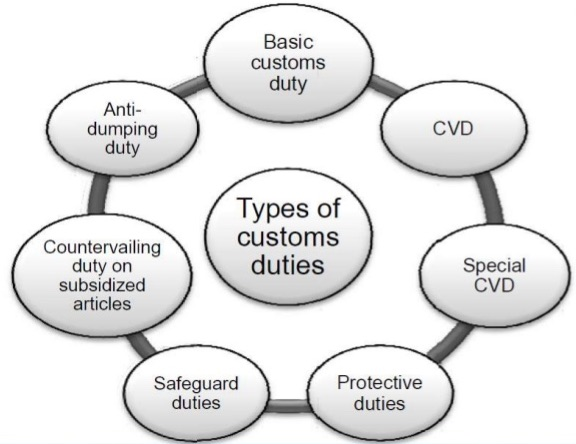 Basic
customs
duty
CVD
Special
CVD
Protective
duties
Safeguard
duties
Countervailing
duty on
subsidized
articles
Anti-
dumping
duty
Types of
customs
duties